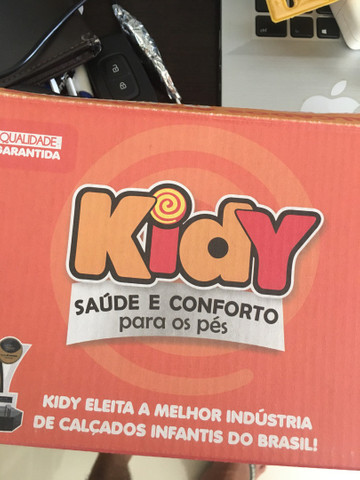 QUALIDADE
GARANTIDA
KidY
SAÚDE E CONFORTO
para os pés
KIDY ELEITA A MELHOR INDÚSTRIA
DE CALÇADOS INFANTIS DO BRASIL!